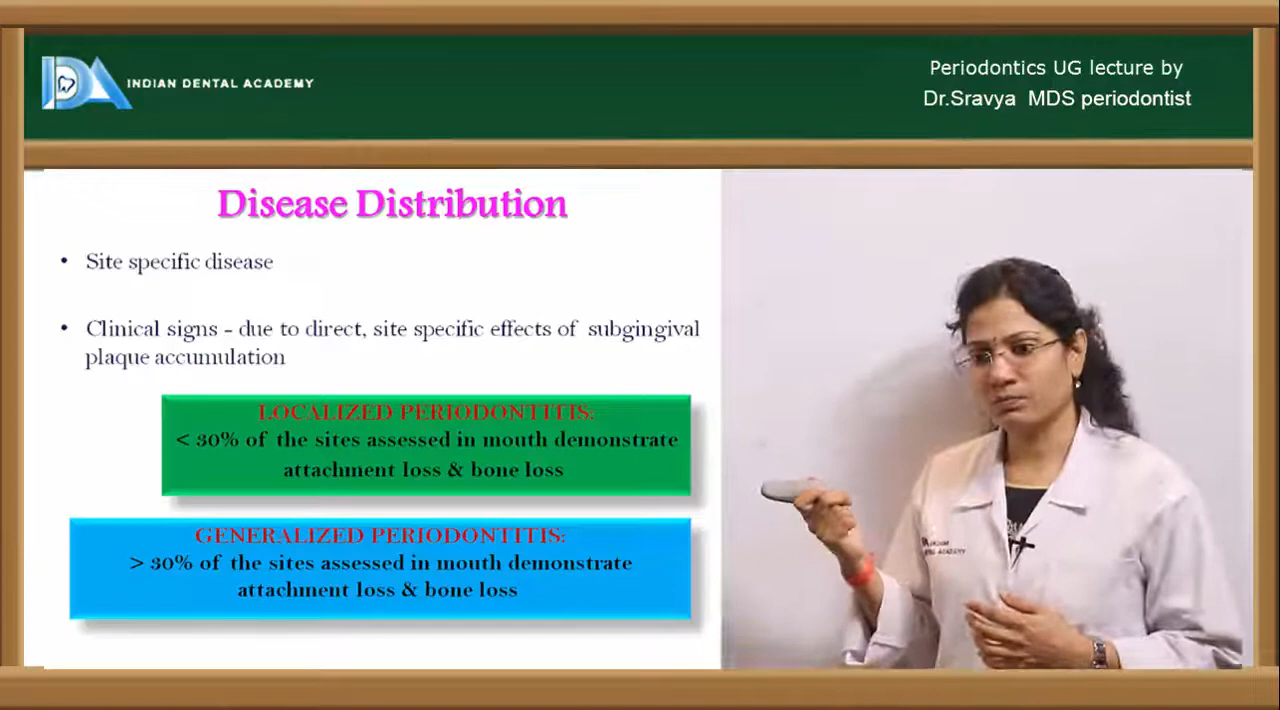 INDIAN DENTAL ACADEMY
Periodontics UG lecture by
Dr.Sravya MDS periodontist
Disease Distribution
• Site specific disease
• Clinical signs - due to direct, site specific effects of subgingival
plaque accumulation
LOCALIZED PERIODONTITIS:
< 30% of the sites assessed in mouth demonstrate
attachment loss & bone loss
GENERALIZED PERIODONTITIS:
> 30% of the sites assessed in mouth demonstrate
attachment loss & bone loss